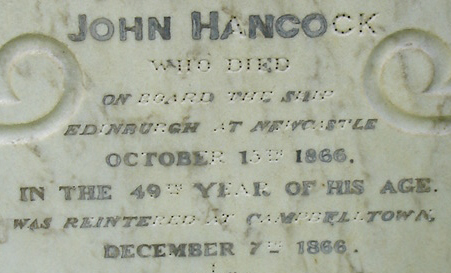 JOHN HANCOCK
WHO DIED
ON BOARD THE SHIP
EDINBURGH AT NEWCASTLE
OCTOBER 15TH 1866.
IN THE 49TH YEAR OF HIS AGE.
WAS REINTERED AT CAMPBELLTOWN,
DECEMBER 7TH 1866.